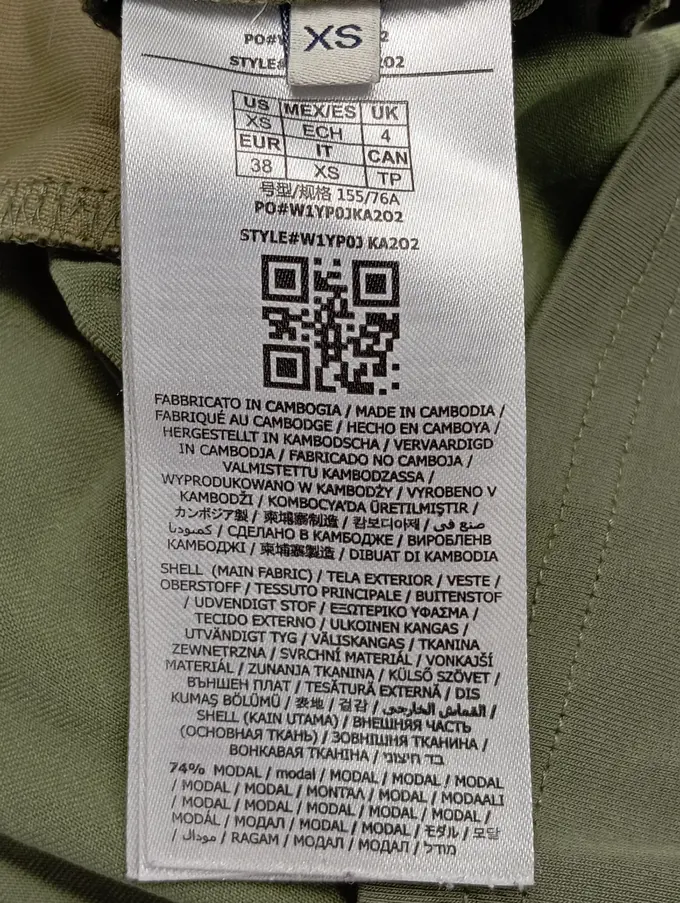 XS
PO#W 2
STYLE# 202
US MEX/ES UK
XS ECH 4
EUR IT CAN
38 XS TP
号型/规格 155/76A
PO#W1YP0JKA202
STYLE#W1YP0J KA202
FABBRICATO IN CAMBOGIA / MADE IN CAMBODIA /
FABRIQUÉ AU CAMBODGE / HECHO EN CAMBOYA /
HERGESTELLT IN KAMBODSCHA / VERVAARDIGD
IN CAMBODJA / FABRICADO NO CAMBOJA /
VALMISTETTU KAMBODZASSA /
WYPRODUKOWANO W KAMBODŻY / VYROBENO V
KAMBODŽI / KOMBOCYA'DA ÜRETILMIŞTIR /
カンボジア製 / 柬埔寨制造 / 캄보디아제 / صنع في
كمبوديا / СДЕЛАНО В КАМБОДЖЕ / ВИРОБЛЕНВ
КАМБОДЖІ / 柬埔寨製造 / DIBUAT DI KAMBODIA
SHELL (MAIN FABRIC) / TELA EXTERIOR / VESTE /
OBERSTOFF / TESSUTO PRINCIPALE / BUITENSTOF
/ UDVENDIGT STOF / ΕΞΩΤΕΡΙΚΟ ΥΦΑΣΜΑ /
TECIDO EXTERNO / ULKOINEN KANGAS /
UTVÄNDIGT TYG / VÄLISKANGAS / TKANINA
ZEWNETRZNA / SVRCHNÍ MATERIÁL / VONKAJŠÍ
MATERIÁL / ZUNANJA TKANINA / KÜLSŐ SZÖVET /
ВЪНШЕН ПЛАТ / TESĂTURĂ EXTERNĂ / DIS
KUMAŞ BÖLÜMÜ / 表地 / 겉감 / القماش الخارجي /
SHELL (KAIN UTAMA) / ВНЕШНЯЯ ЧАСТЬ
(ОСНОВНАЯ ТКАНЬ) / ЗОВНІШНЯ ТКАНИНА /
ВОНКАВАЯ ТКАНІНА / בד חיצוני
74% MODAL / modal / MODAL / MODAL / MODAL
/ MODAL / MODAL / ΜΟΝΤΑΛ / MODAL / MODAALI
/ MODAL / MODAL / MODAL / MODAL / MODAL /
MODÁL / МОДАЛ / MODAL / MODAL / モダル / 모달
/ مودال / RAGAM / МОДАЛ / МОДАЛ / מודל